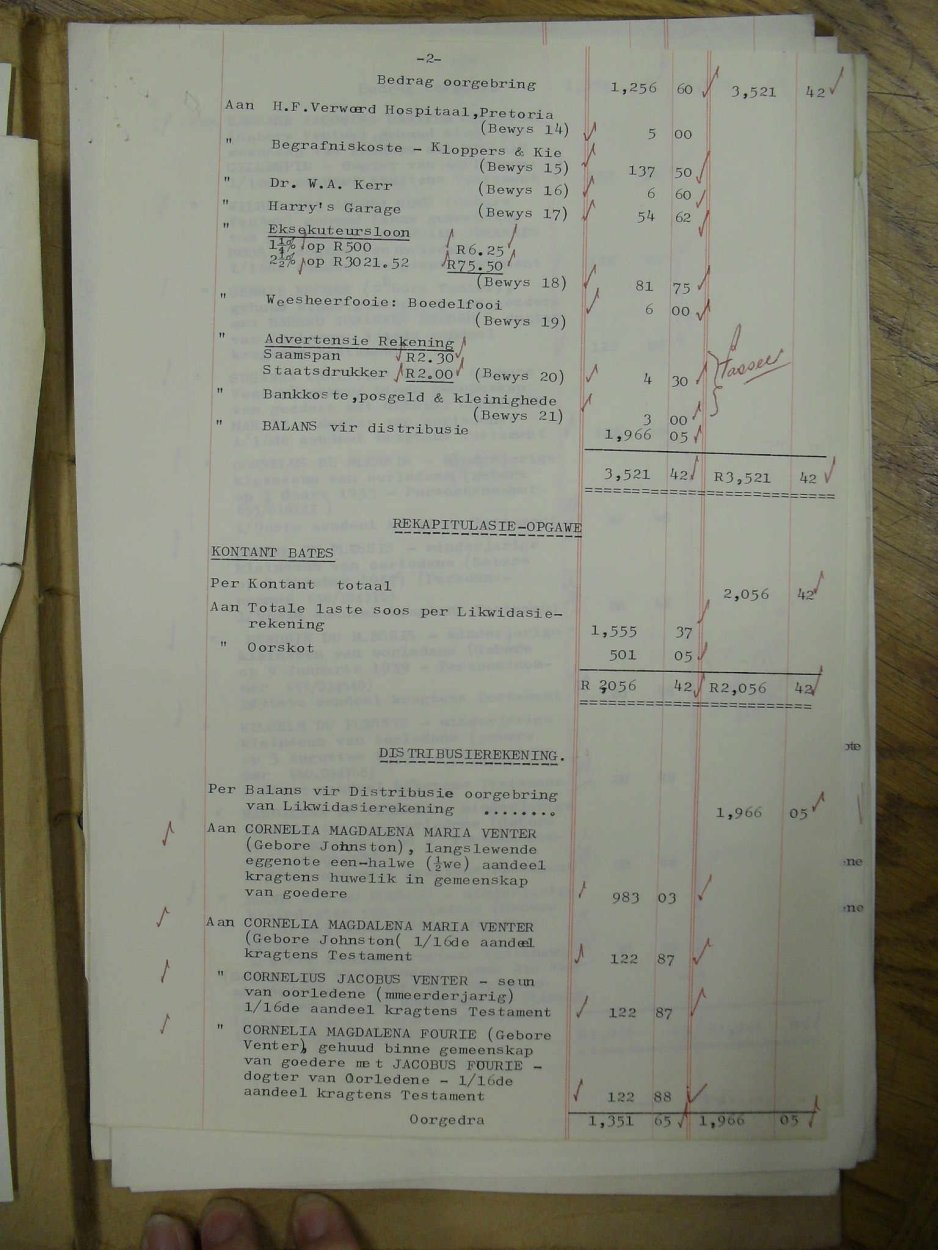 -2-
Bedrag oorgebring 1,256 60 3,521 42
Aan H.F.Verwoerd Hospitaal,Pretoria
(Bewys 14) 5 00
" Begrafniskoste - Kloppers & Kie
(Bewys 15) 137 50
" Dr. W.A. Kerr (Bewys 16) 6 60
" Harry's Garage (Bewys 17) 54 62
" Eksekuteursloon
1¼% op R500 R6.25
2½% op R3021.52 R75.50
(Bewys 18) 81 75
" Weesheerfooie: Boedelfooi 6 00
(Bewys 19)
" Advertensie Rekening
Saamspan R2.30
Staatsdrukker R2.00 (Bewys 20) 4 30
" Bankkoste,posgeld & kleinighede
(Bewys 21) 3 00
" BALANS vir distribusie 1,966 05
3,521 42 R3,521 42
REKAPITULASIE-OPGAWE
KONTANT BATES
Per Kontant totaal 2,056 42
Aan Totale laste soos per Likwidasie-
rekening 1,555 37
" Oorskot 501 05
R 2,056 42 R2,056 42
DISTRIBUSIEREKENING.
Per Balans vir Distribusie oorgebring
van Likwidasierekening ........ 1,966 05
Aan CORNELIA MAGDALENA MARIA VENTER
(Gebore Johnston), langslewende
eggenote een-halwe (½we) aandeel
kragtens huwelik in gemeenskap
van goedere 983 03
Aan CORNELIA MAGDALENA MARIA VENTER
(Gebore Johnston( 1/16de aandeel
kragtens Testament 122 87
" CORNELIUS JACOBUS VENTER - seun
van oorledene (mmeerderjarig)
1/16de aandeel kragtens Testament 122 87
" CORNELIA MAGDALENA FOURIE (Gebore
Venter), gehuud binne gemeenskap
van goedere met JACOBUS FOURIE -
dogter van Oorledene - 1/16de
aandeel kragtens Testament 122 88
Oorgedra 1,351 65 1,966 05